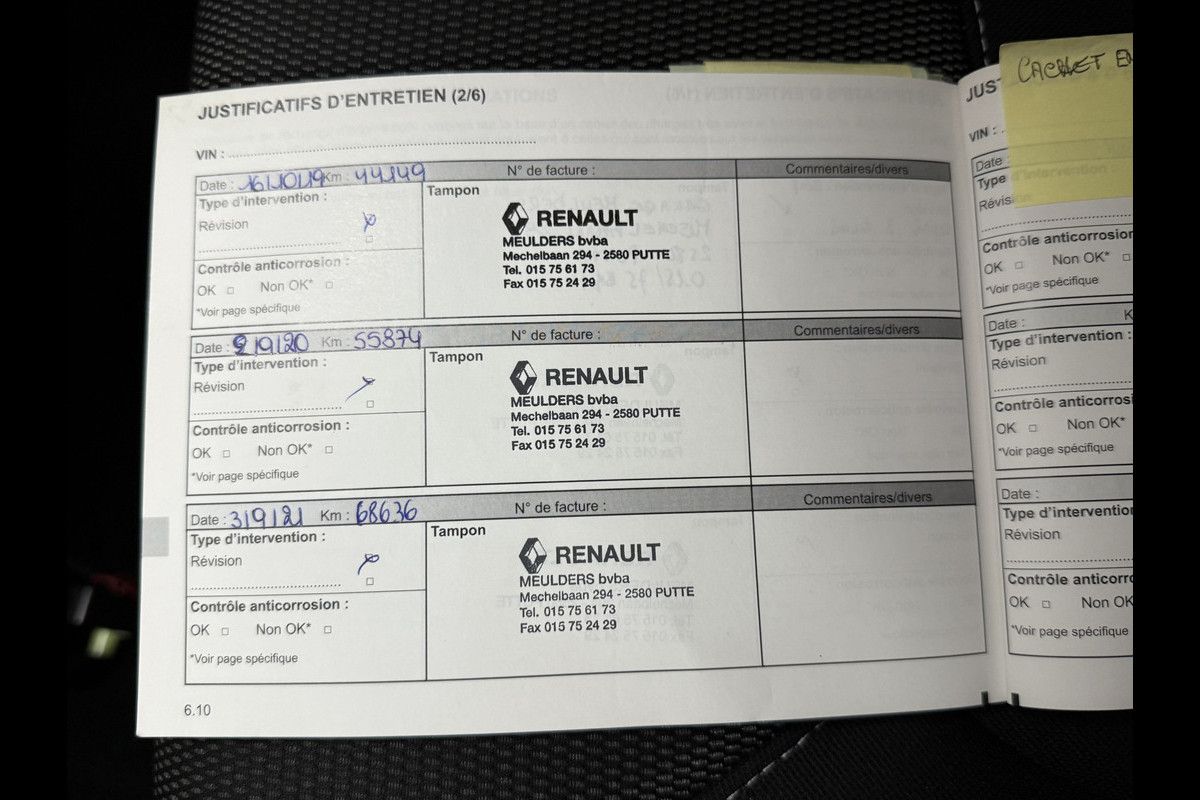 JUSTIFICATIFS D'ENTRETIEN (2/6)
VIN :
Date : 16/10/19 Km : 44149 N° de facture : Commentaires/divers
Type d'intervention :
Révision
Contrôle anticorrosion :
OK □ Non OK* □
*Voir page spécifique
Tampon
RENAULT
MEULDERS bvba
Mechelbaan 294 - 2580 PUTTE
Tel. 015 75 61 73
Fax 015 75 24 29
Date : 2/9/20 Km : 55874 N° de facture : Commentaires/divers
Type d'intervention :
Révision
Contrôle anticorrosion :
OK □ Non OK* □
*Voir page spécifique
Tampon
RENAULT
MEULDERS bvba
Mechelbaan 294 - 2580 PUTTE
Tel. 015 75 61 73
Fax 015 75 24 29
Date : 3/9/21 Km : 68636 N° de facture : Commentaires/divers
Type d'intervention :
Révision
Contrôle anticorrosion :
OK □ Non OK* □
*Voir page spécifique
Tampon
RENAULT
MEULDERS bvba
Mechelbaan 294 - 2580 PUTTE
Tel. 015 75 61 73
Fax 015 75 24 29
6.10
CACHET
JUS
VIN :
Date :
Type d'intervention
Révision
Contrôle anticorrosion
OK □ Non OK* □
*Voir page spécifique
Date : K
Type d'intervention :
Révision
Contrôle anticorrosi
OK □ Non OK*
*Voir page spécifique
Date :
Type d'interventio
Révision
Contrôle anticorr
OK □ Non OK
*Voir page spécifique